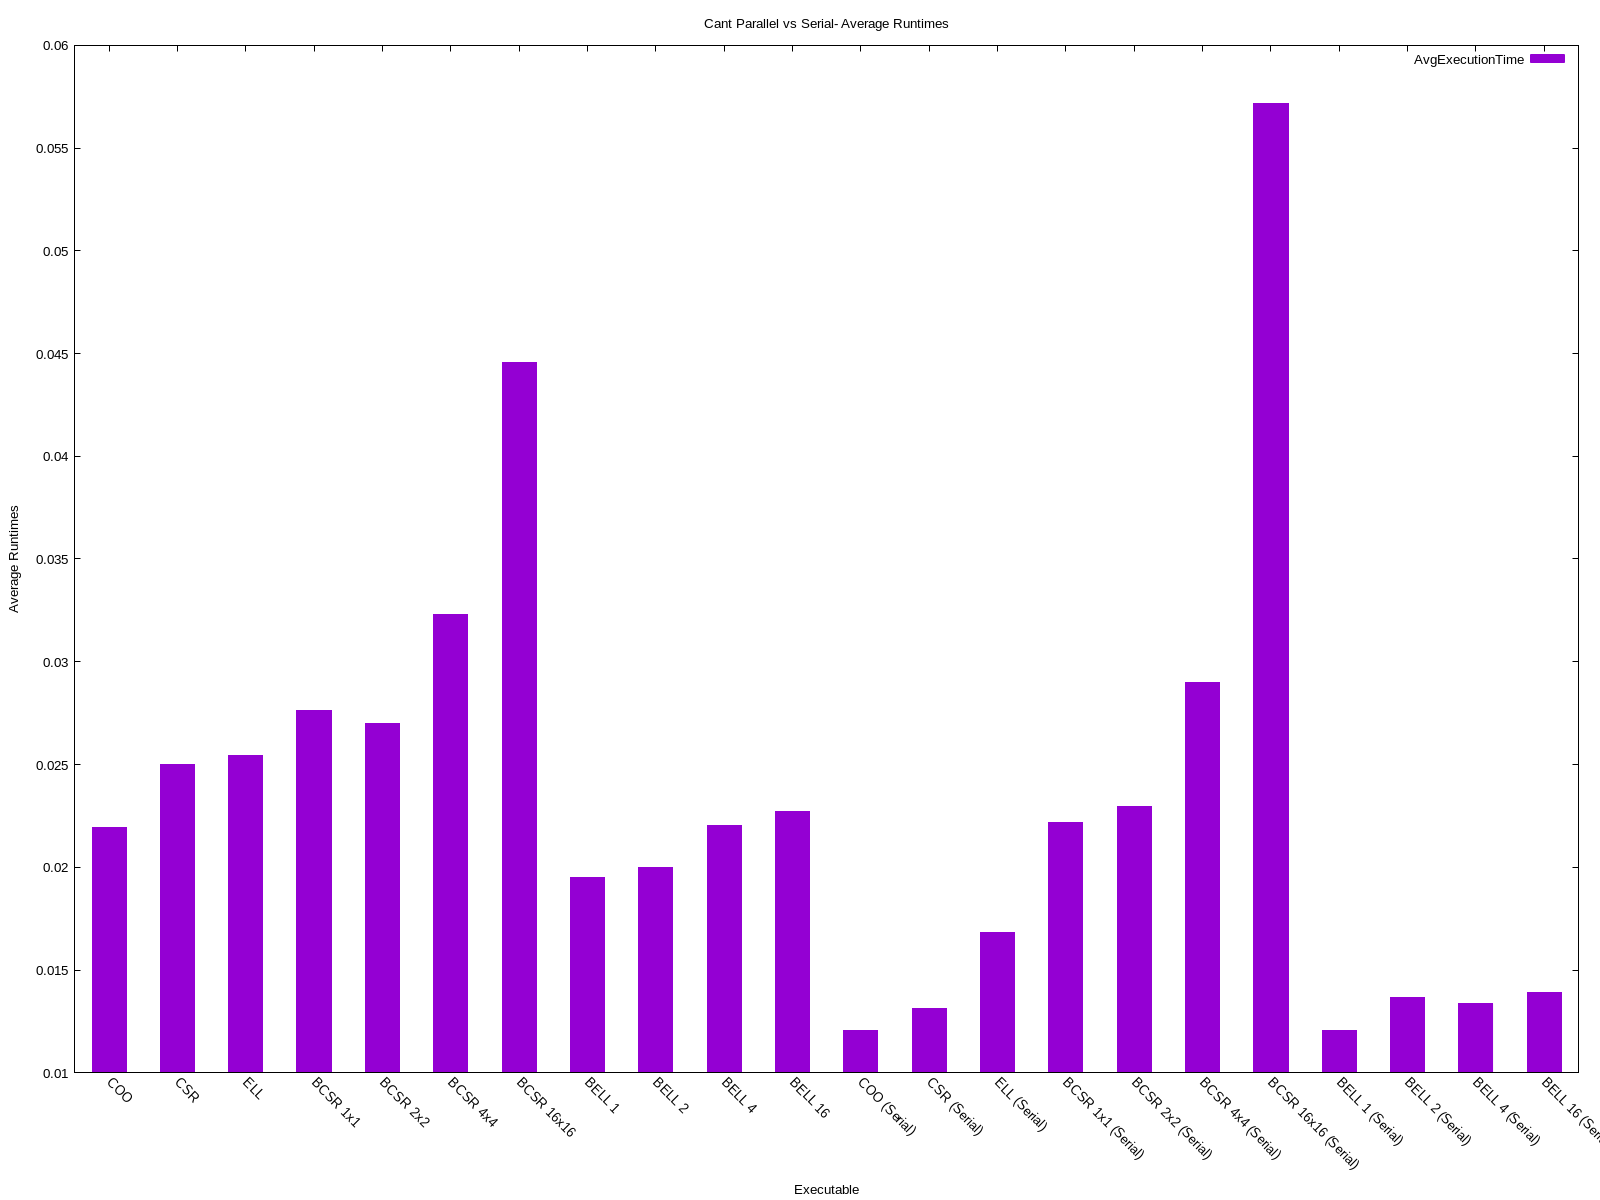 Cant Parallel vs Serial- Average Runtimes
AvgExecutionTime
0.06
0.055
0.05
0.045
0.04
0.035
0.03
0.025
0.02
0.015
0.01
Average Runtimes
COO
CSR
ELL
BCSR 1x1
BCSR 2x2
BCSR 4x4
BCSR 16x16
BELL 1
BELL 2
BELL 4
BELL 16
COO (Serial)
CSR (Serial)
ELL (Serial)
BCSR 1x1 (Serial)
BCSR 2x2 (Serial)
BCSR 4x4 (Serial)
BCSR 16x16 (Serial)
BELL 1 (Serial)
BELL 2 (Serial)
BELL 4 (Serial)
BELL 16
Executable